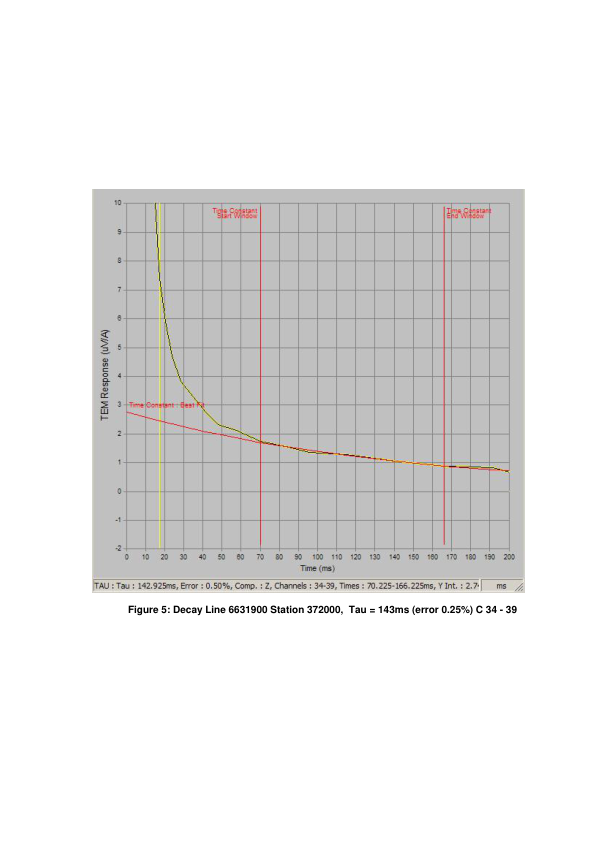 10
Time Constant
Start Window
Time Constant
End Window
9
8
7
6
5
4
3
Time Constant : Best Fit
2
1
0
-1
-2
TEM Response (uV/A)
0 10 20 30 40 50 60 70 80 90 100 110 120 130 140 150 160 170 180 190 200
Time (ms)
TAU : Tau : 142.925ms, Error : 0.50%, Comp. : Z, Channels : 34-39, Times : 70.225-166.225ms, Y Int. : 2.7
ms
Figure 5: Decay Line 6631900 Station 372000, Tau = 143ms (error 0.25%) C 34 - 39